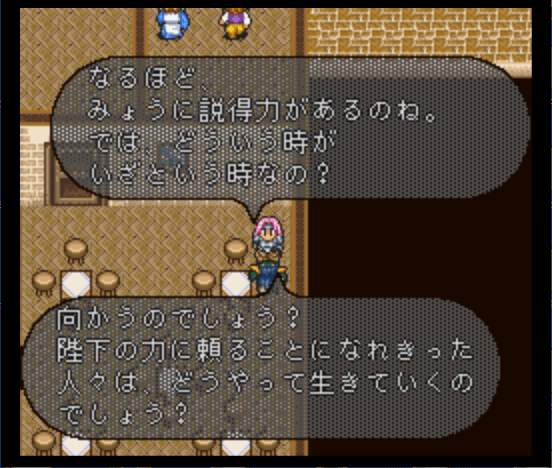 なるほど、
みょうに説得力があるのね。
では、どういう時が
いざという時なの？
向かうのでしょう？
陛下の力に頼ることになれきった
人々は、どうやって生きていくの
でしょう？